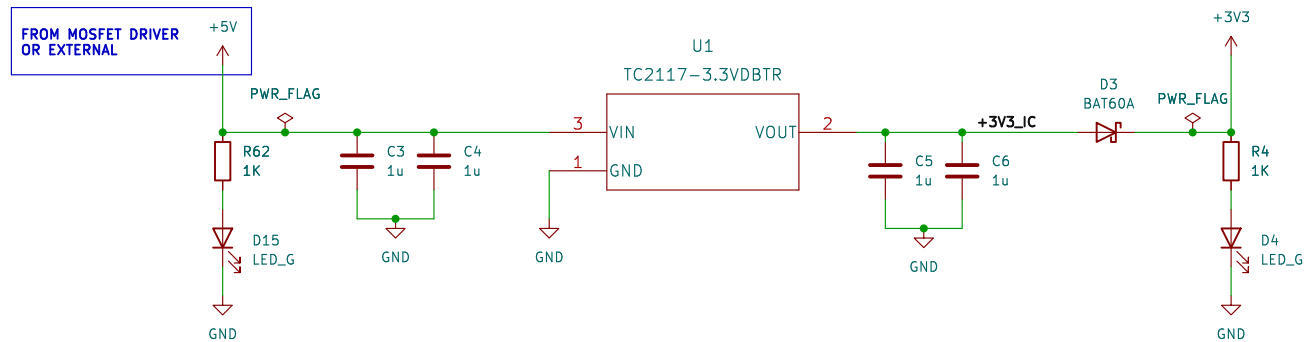 FROM MOSFET DRIVER
OR EXTERNAL
+5V
PWR_FLAG
R62
1K
D15
LED_G
GND
C3
1u
C4
1u
GND
U1
TC2117-3.3VDBTR
3
VIN
1
GND
VOUT
2
GND
C5
1u
C6
1u
GND
+3V3_IC
D3
BAT60A
PWR_FLAG
+3V3
R4
1K
D4
LED_G
GND